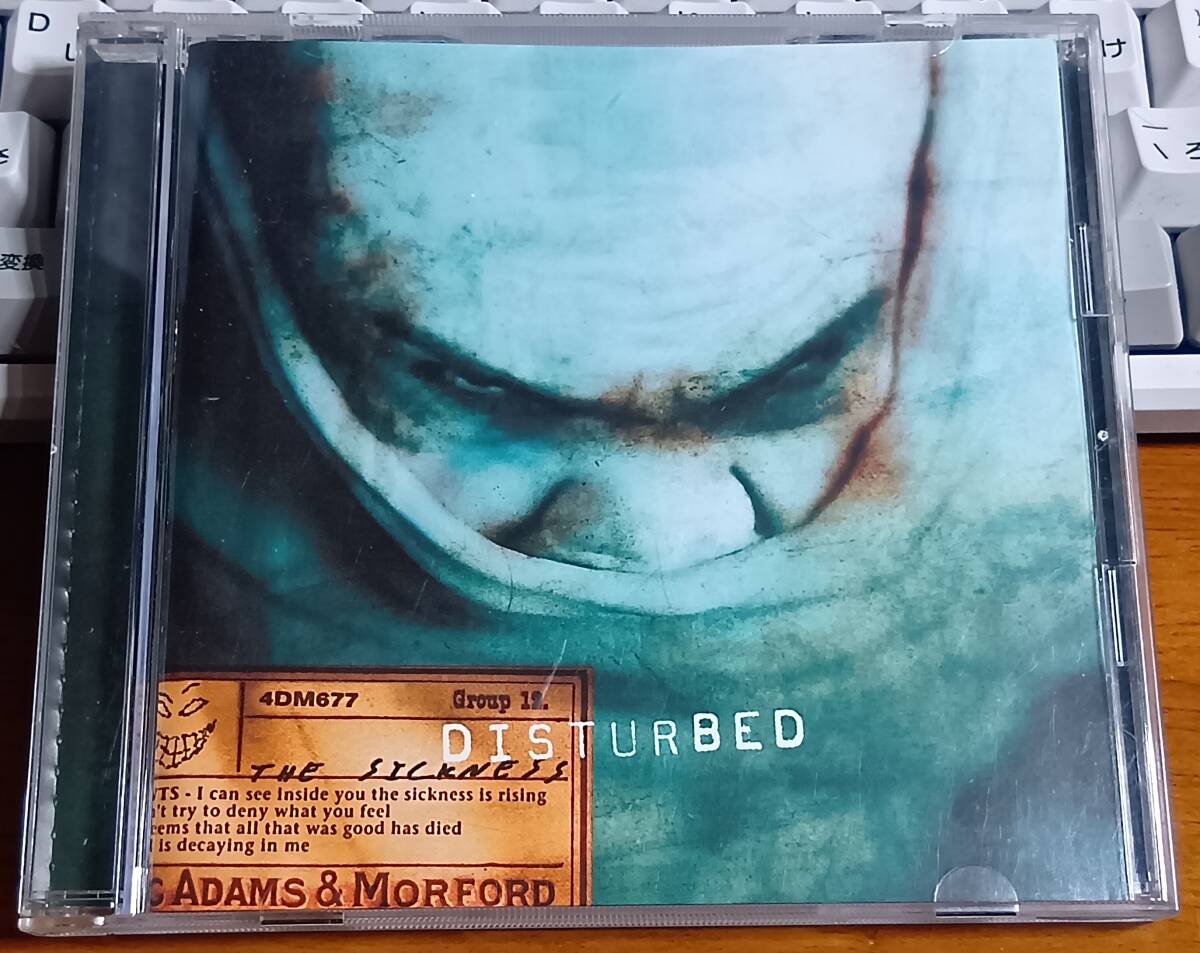 D
け
ろ
変換
4DM677 Group 12.
DISTURBED
THE SICKNESS
- I can see inside you the sickness is rising
try to deny what you feel
that all that was good has died
is decaying in me
ADAMS & MORFORD